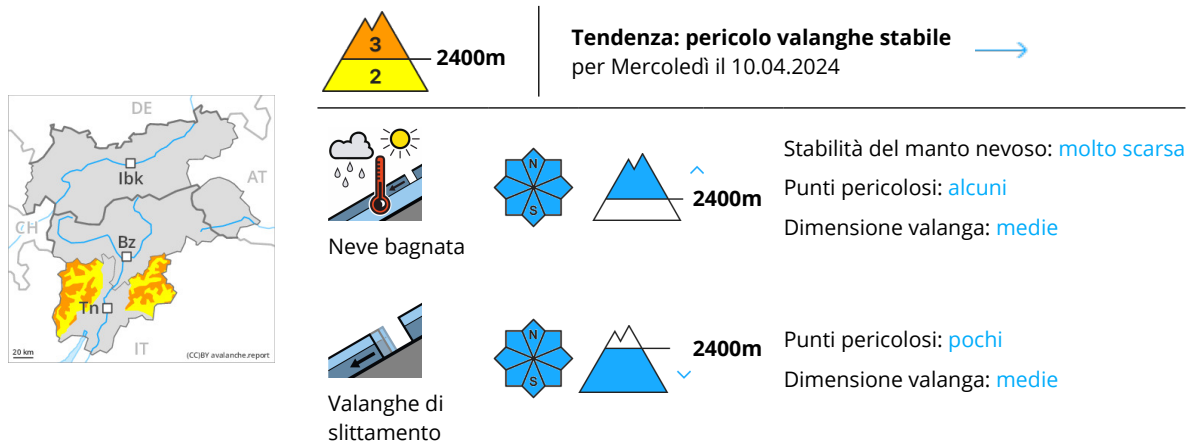 3
2
2400m
Tendenza: pericolo valanghe stabile
per Mercoledì il 10.04.2024
DE
Ibk
AT
CH
Bz
Tn
IT
20 km
(CC)BY avalanche.report
Neve bagnata
N
S
2400m
Stabilità del manto nevoso: molto scarsa
Punti pericolosi: alcuni
Dimensione valanga: medie
Valanghe di
slittamento
N
S
2400m
Punti pericolosi: pochi
Dimensione valanga: medie